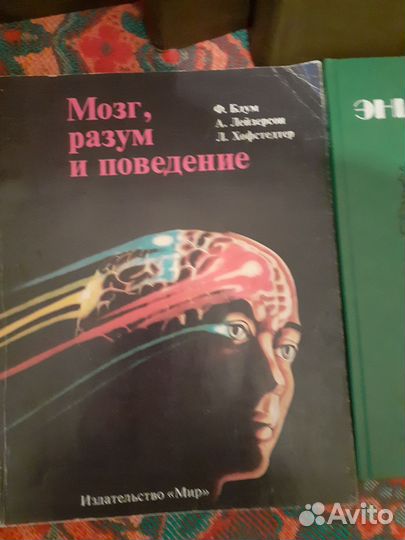 Мозг,
разум
и поведение
Ф. Блум
А. Лейзерсон
Л. Хофстедтер
Издательство «Мир»
ЭН
Avito